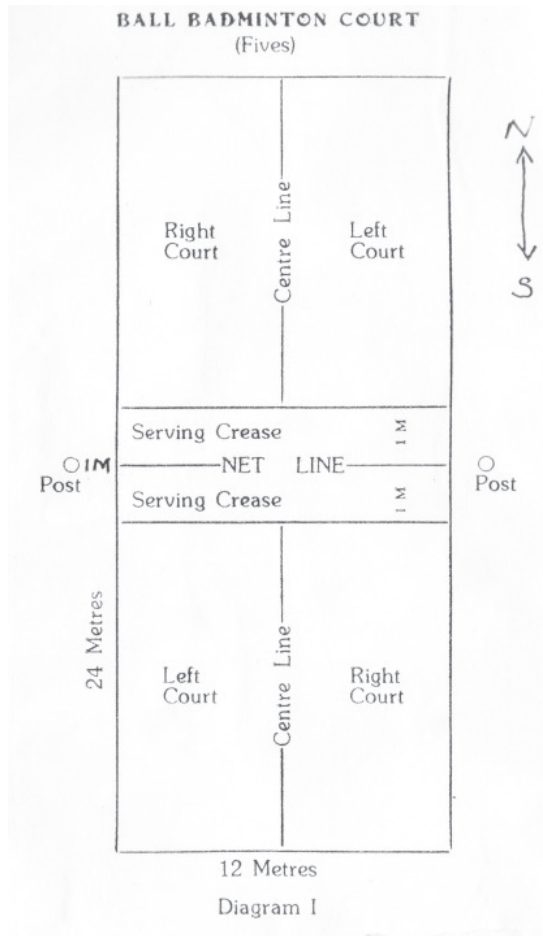 BALL BADMINTON COURT
(Fives)
N
S
Right
Court
Centre Line
Left
Court
Serving Crease
1 M
1M
NET LINE
Post
Post
Serving Crease
1 M
24 Metres
Left
Court
Centre Line
Right
Court
12 Metres
Diagram I